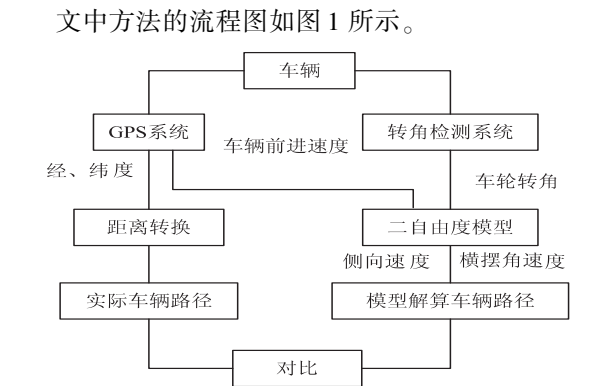 文中方法的流程图如图1所示。
车辆
GPS系统
转角检测系统
车辆前进速度
经、纬度
车轮转角
距离转换
二自由度模型
侧向速度
横摆角速度
实际车辆路径
模型解算车辆路径
对比